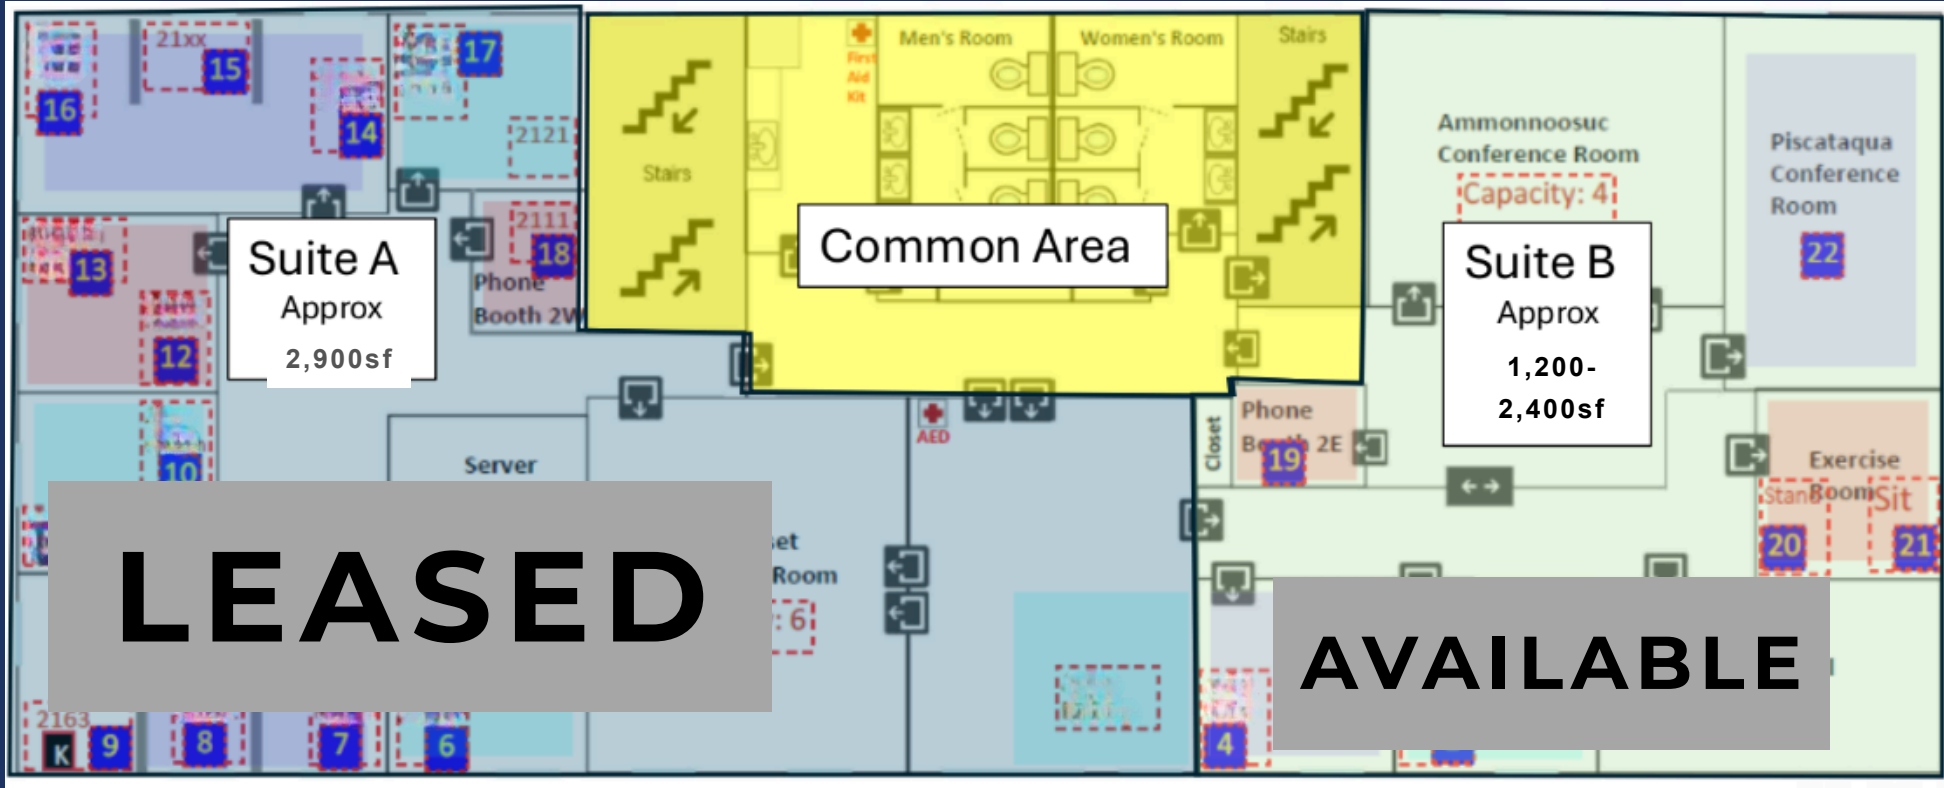 16
21xx
15
14
17
2121
Stairs
First
Aid
Kit
Men's Room
Women's Room
Stairs
Ammonnoosuc
Conference Room
Capacity: 4
Piscataqua
Conference
Room
22
13
12
Suite A
Approx
2,900sf
2111
18
Phone
Booth 2W
Common Area
Suite B
Approx
1,200-
2,400sf
10
Server
AED
Closet
Phone
Booth 2E
19
Exercise
Room
Stand
Sit
20
21
LEASED
Room
: 6
AVAILABLE
2163
K
9
8
7
6
4